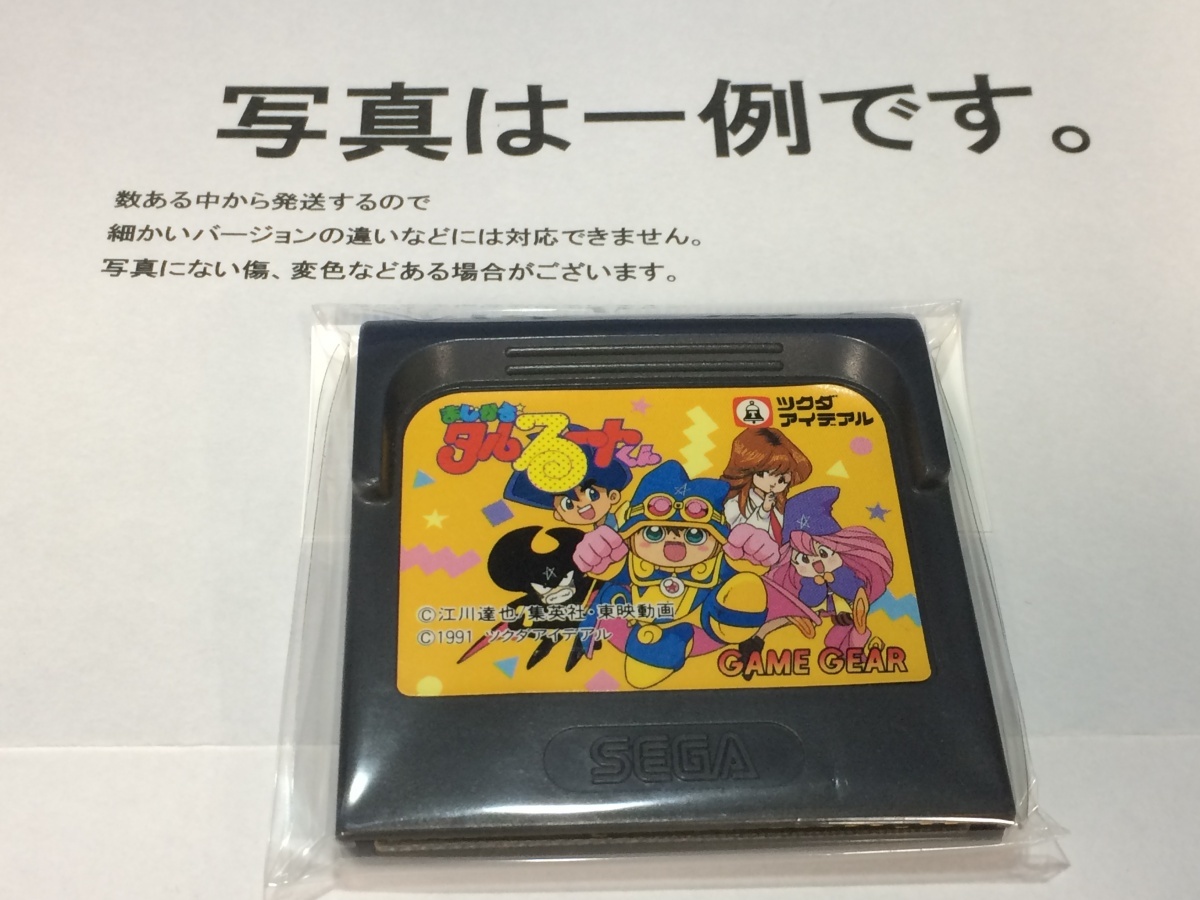 写真は一例です。
数ある中から発送するので
細かいバージョンの違いなどには対応できません。
写真にない傷、変色などある場合がございます。
まじかる
タルるートくん
ツクダ
アイデアル
©江川達也/集英社・東映動画
©1991 ツクダアイデアル
GAME GEAR
SEGA